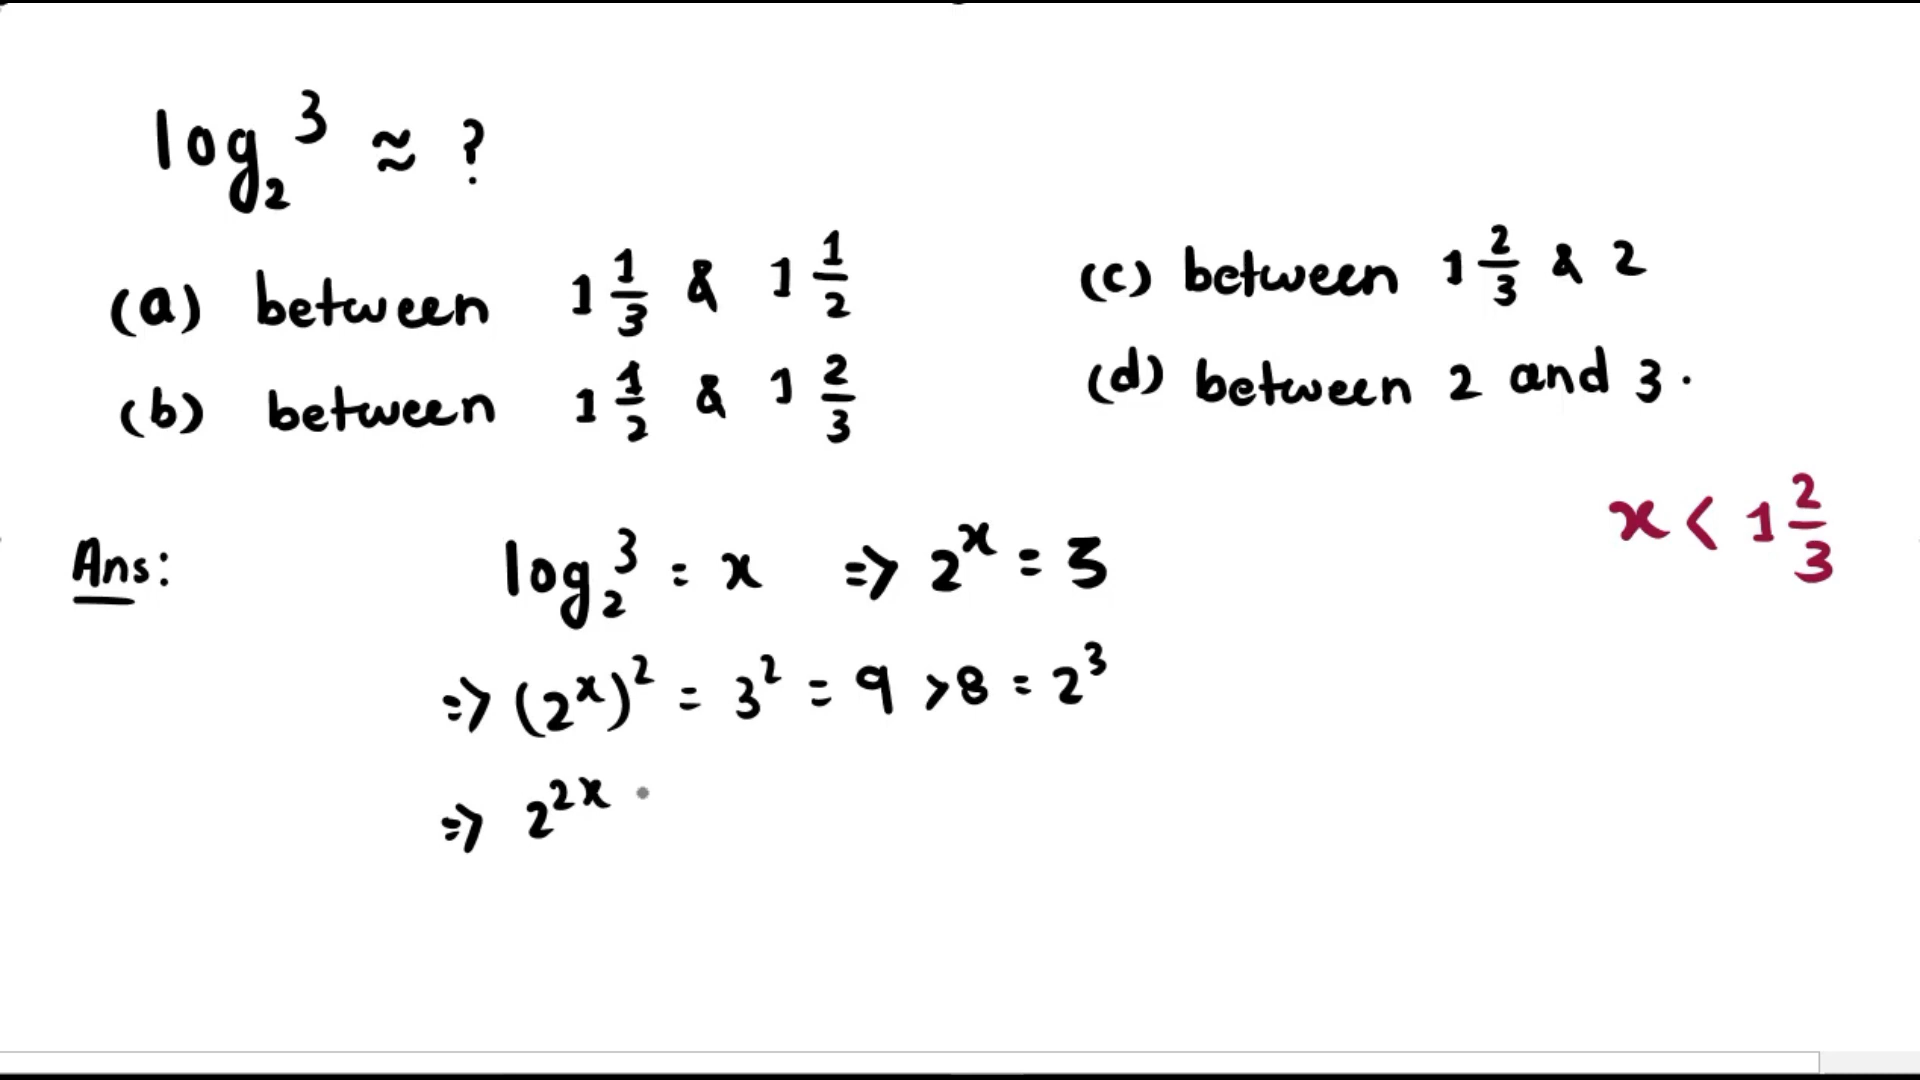 log₂³ ≈ ?
(a) between 1 1/3 & 1 1/2
(b) between 1 1/2 & 1 2/3
(c) between 1 2/3 & 2
(d) between 2 and 3.
x < 1 2/3
Ans: log₂³ = x => 2^x = 3
=> (2^x)² = 3² = 9 > 8 = 2³
=> 2^2x